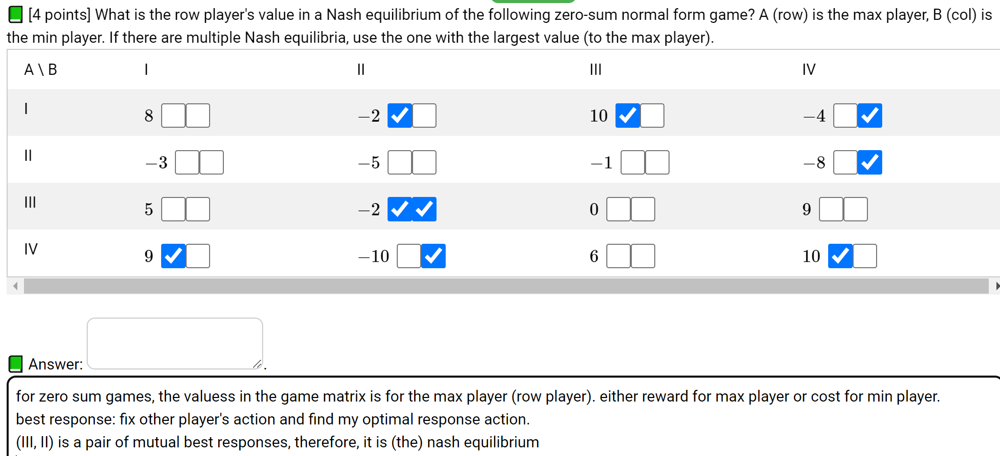 [4 points] What is the row player's value in a Nash equilibrium of the following zero-sum normal form game? A (row) is the max player, B (col) is
the min player. If there are multiple Nash equilibria, use the one with the largest value (to the max player).
A \ B I II III IV
I 8 −2 10 −4
II −3 −5 −1 −8
III 5 −2 0 9
IV 9 −10 6 10
Answer: .
for zero sum games, the valuess in the game matrix is for the max player (row player). either reward for max player or cost for min player.
best response: fix other player's action and find my optimal response action.
(III, II) is a pair of mutual best responses, therefore, it is (the) nash equilibrium